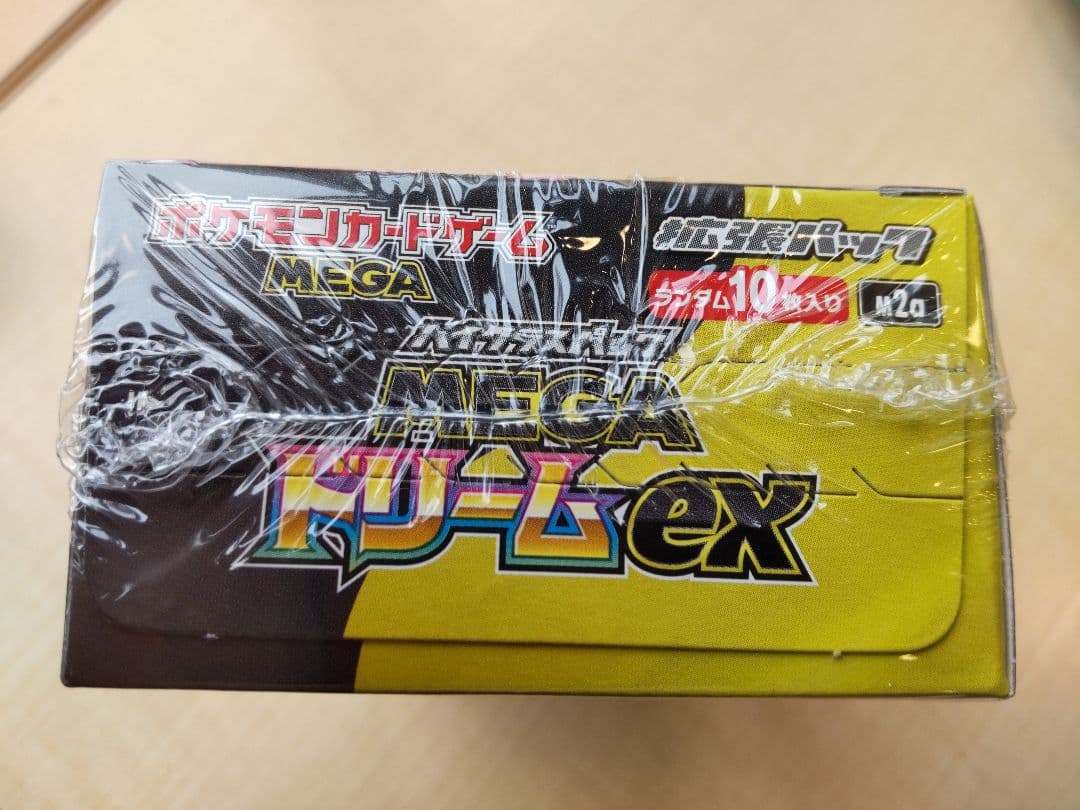 ポケモンカードゲーム
MEGA
拡張パック
ランダム10枚入り
M2a
ハイクラスパック
MEGA
ドリームex